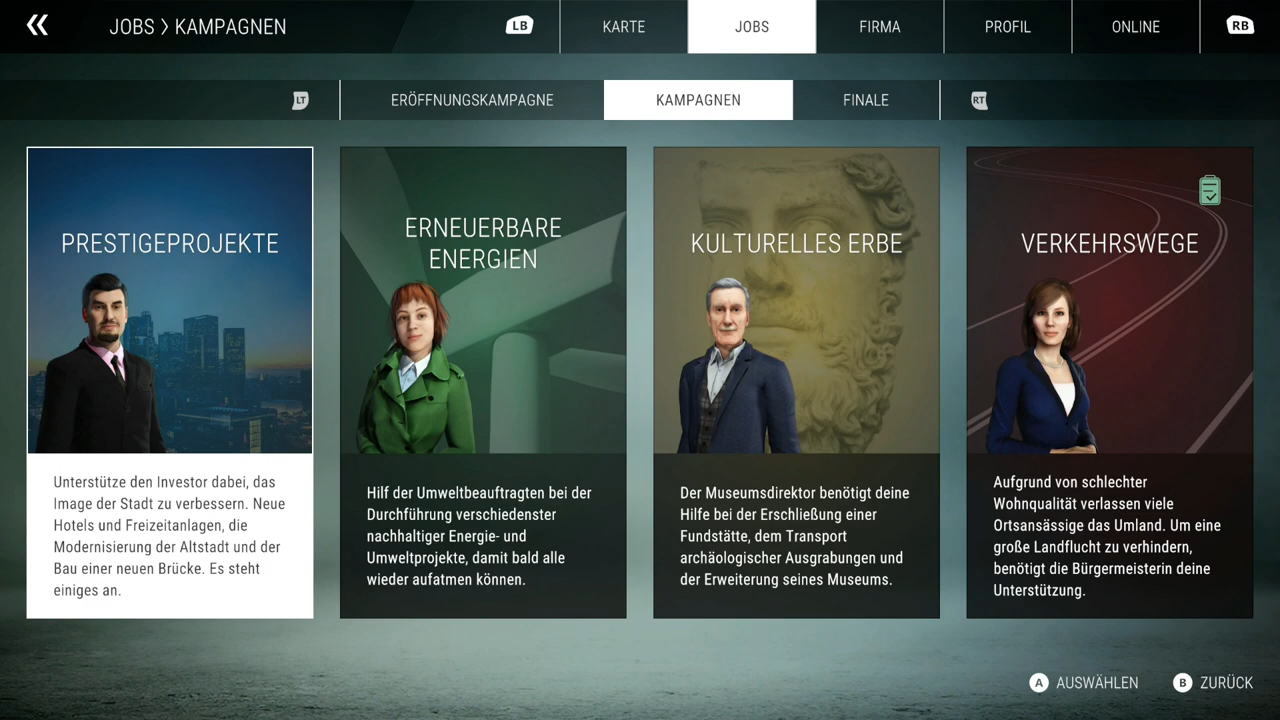 JOBS > KAMPAGNEN
LB
KARTE
JOBS
FIRMA
PROFIL
ONLINE
RB
LT
ERÖFFNUNGSKAMPAGNE
KAMPAGNEN
FINALE
RT
PRESTIGEPROJEKTE
Unterstütze den Investor dabei, das
Image der Stadt zu verbessern. Neue
Hotels und Freizeitanlagen, die
Modernisierung der Altstadt und der
Bau einer neuen Brücke. Es steht
einiges an.
ERNEUERBARE
ENERGIEN
Hilf der Umweltbeauftragten bei der
Durchführung verschiedenster
nachhaltiger Energie- und
Umweltprojekte, damit bald alle
wieder aufatmen können.
KULTURELLES ERBE
Der Museumsdirektor benötigt deine
Hilfe bei der Erschließung einer
Fundstätte, dem Transport
archäologischer Ausgrabungen und
der Erweiterung seines Museums.
VERKEHRSWEGE
Aufgrund von schlechter
Wohnqualität verlassen viele
Ortsansässige das Umland. Um eine
große Landflucht zu verhindern,
benötigt die Bürgermeisterin deine
Unterstützung.
A AUSWÄHLEN
B ZURÜCK